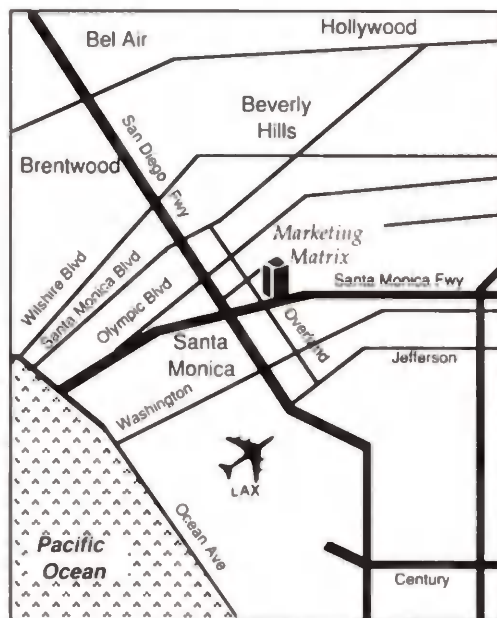 Hollywood
Bel Air
Beverly
Hills
San Diego Fwy
Brentwood
Marketing
Matrix
Wilshire Blvd
Santa Monica Blvd
Olympic Blvd
Santa Monica Fwy
Overland
Santa
Monica
Jefferson
Washington
LAX
Ocean Ave
Pacific
Ocean
Century